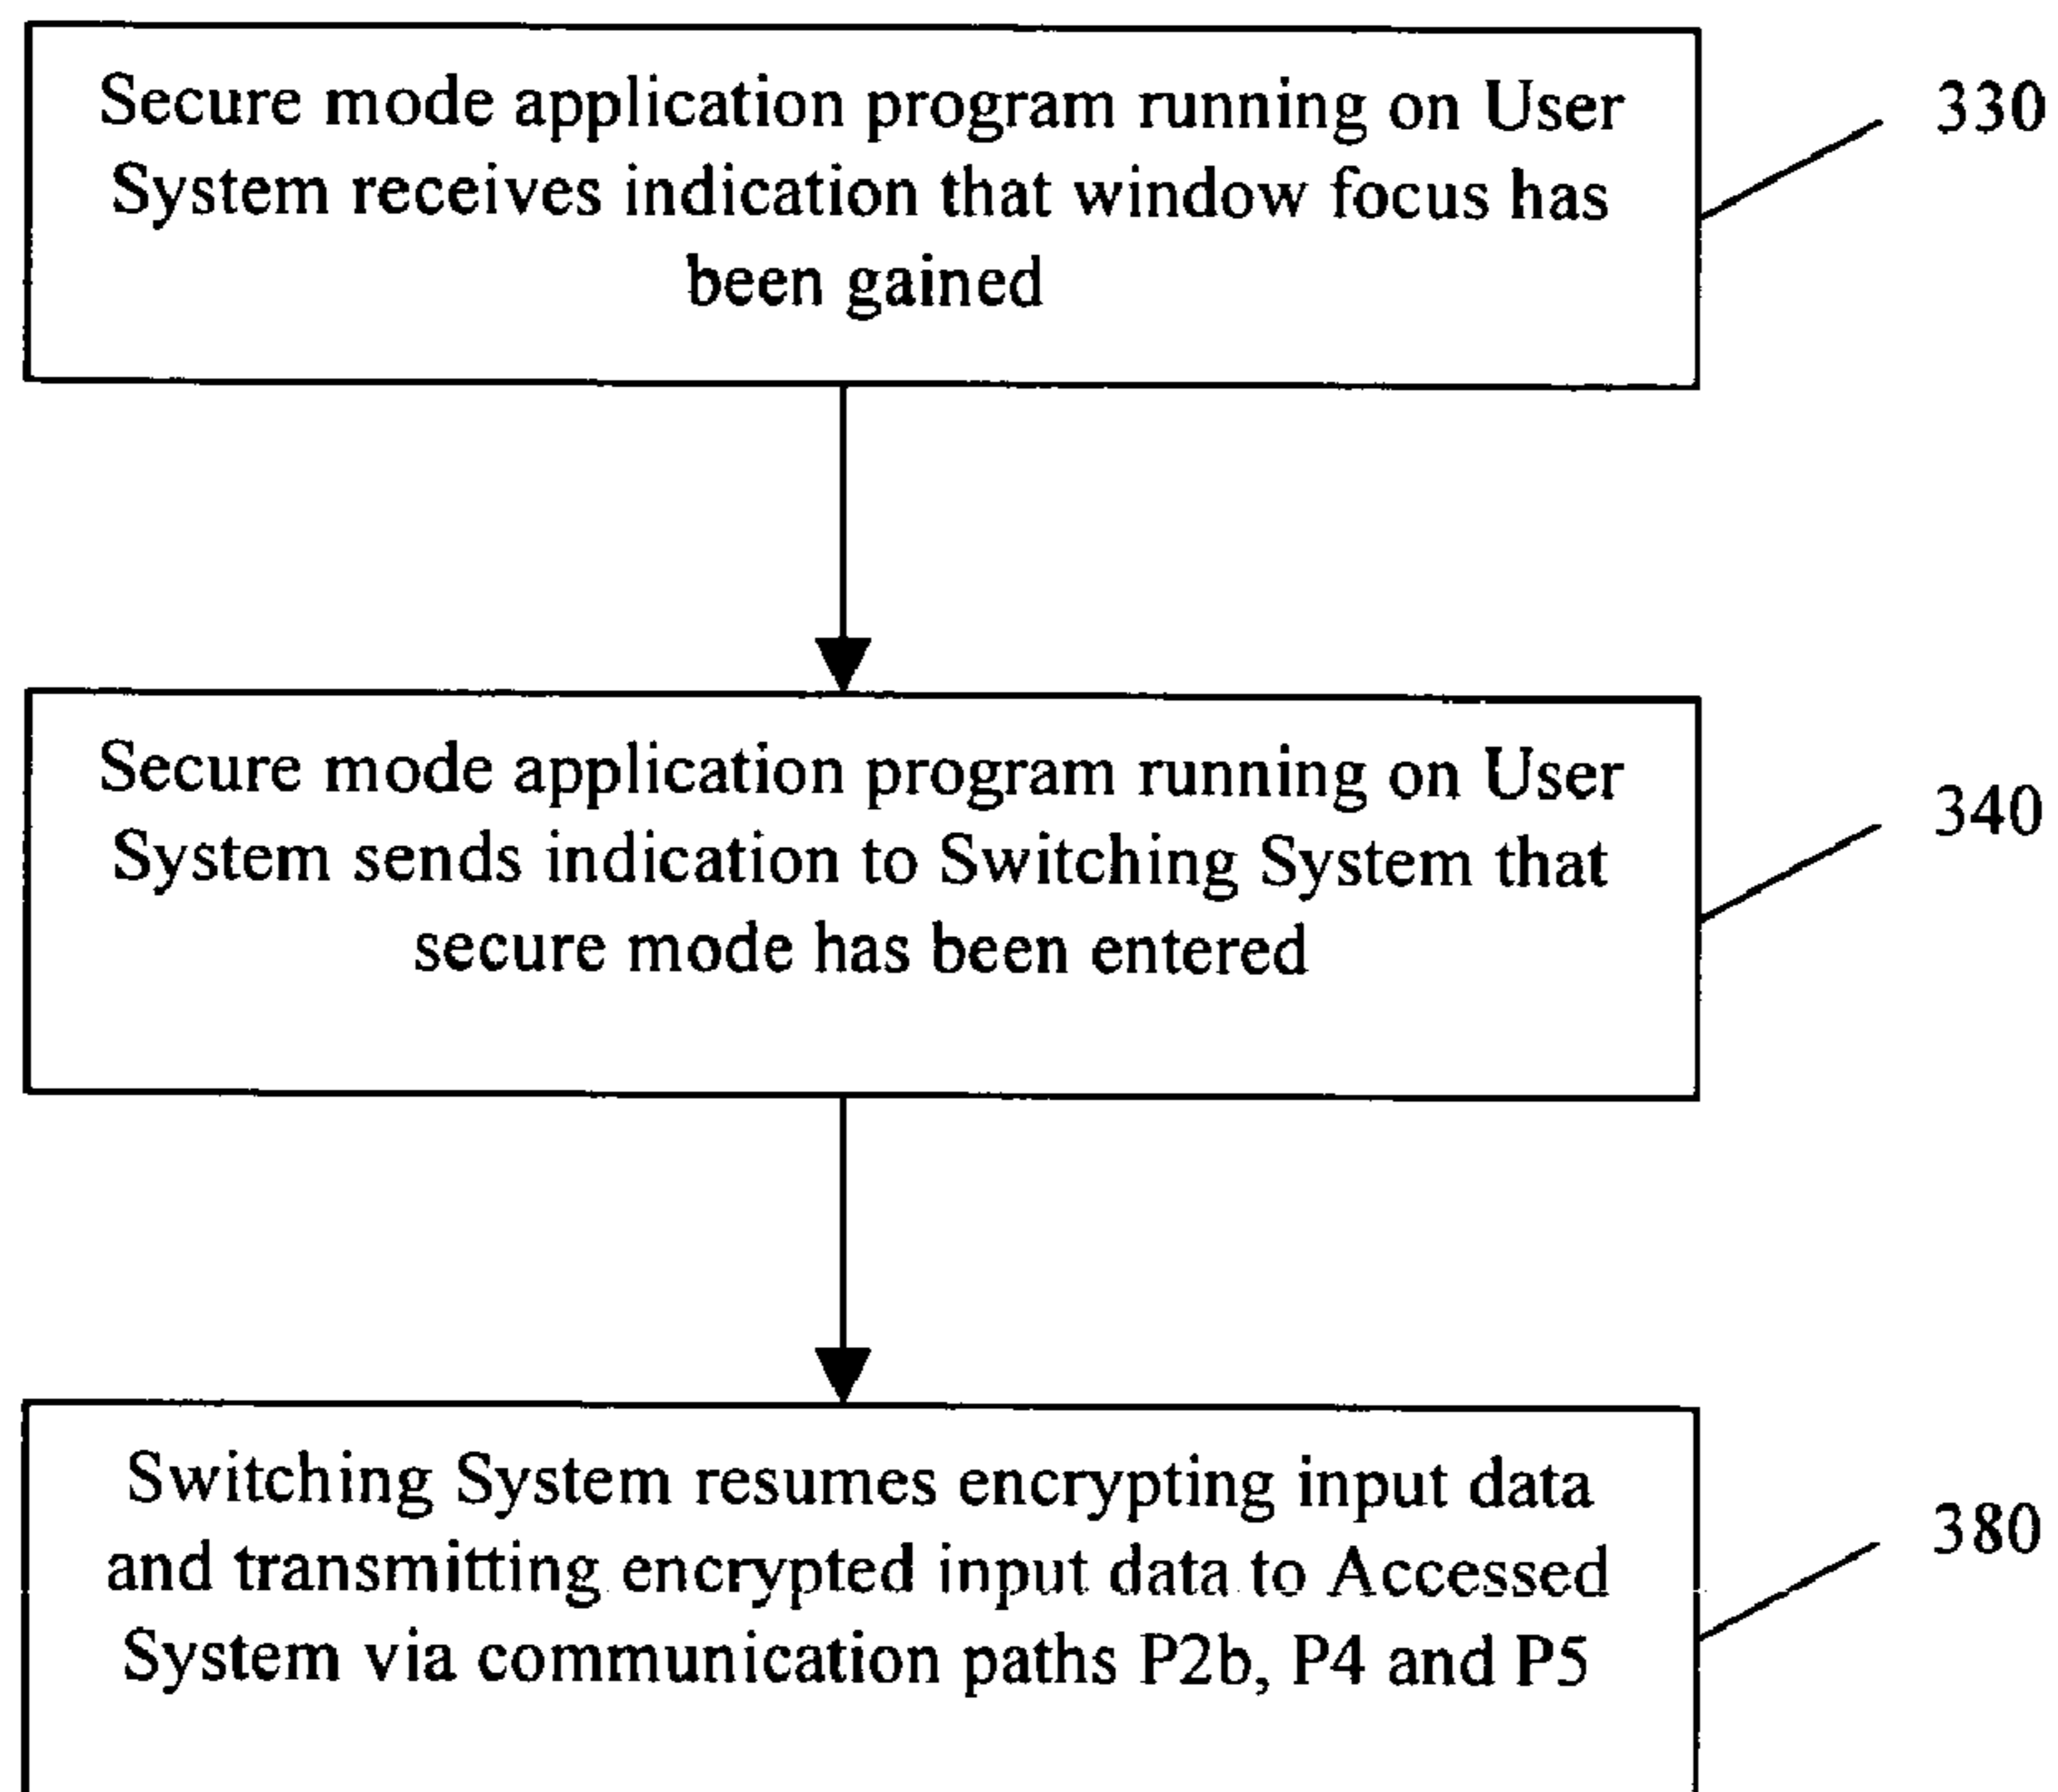 Secure mode application program running on User
System receives indication that window focus has
been gained
330
Secure mode application program running on User
System sends indication to Switching System that
secure mode has been entered
340
Switching System resumes encrypting input data
and transmitting encrypted input data to Accessed
System via communication paths P2b, P4 and P5
380